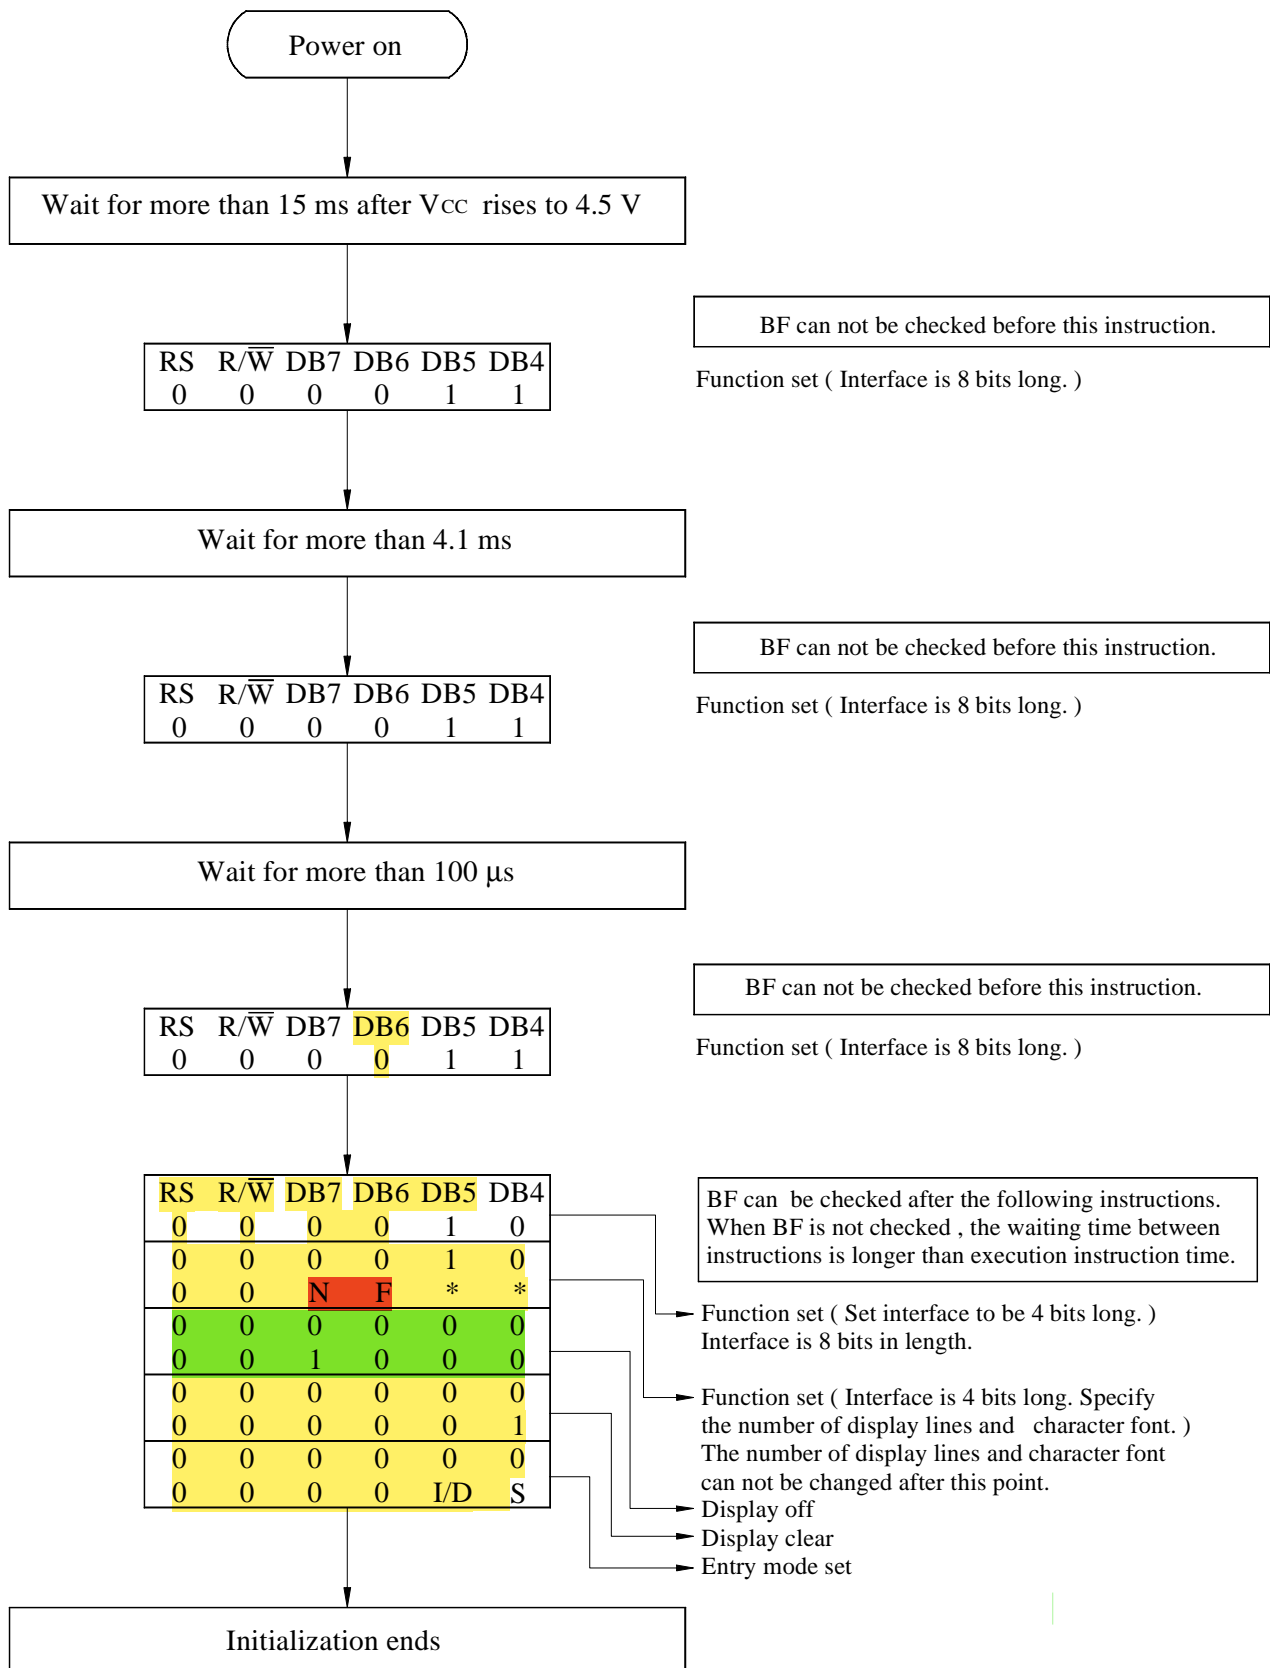 Power on
Wait for more than 15 ms after VCC rises to 4.5 V
BF can not be checked before this instruction.
RS R/W̅ DB7 DB6 DB5 DB4
0 0 0 0 1 1
Function set ( Interface is 8 bits long. )
Wait for more than 4.1 ms
BF can not be checked before this instruction.
RS R/W̅ DB7 DB6 DB5 DB4
0 0 0 0 1 1
Function set ( Interface is 8 bits long. )
Wait for more than 100 µs
BF can not be checked before this instruction.
RS R/W̅ DB7 DB6 DB5 DB4
0 0 0 0 1 1
Function set ( Interface is 8 bits long. )
RS R/W̅ DB7 DB6 DB5 DB4
0 0 0 0 1 0
0 0 0 0 1 0
0 0 N F * *
0 0 0 0 0 0
0 0 1 0 0 0
0 0 0 0 0 0
0 0 0 0 0 1
0 0 0 0 0 0
0 0 0 0 I/D S
BF can be checked after the following instructions.
When BF is not checked , the waiting time between
instructions is longer than execution instruction time.
Function set ( Set interface to be 4 bits long. )
Interface is 8 bits in length.
Function set ( Interface is 4 bits long. Specify
the number of display lines and character font. )
The number of display lines and character font
can not be changed after this point.
Display off
Display clear
Entry mode set
Initialization ends